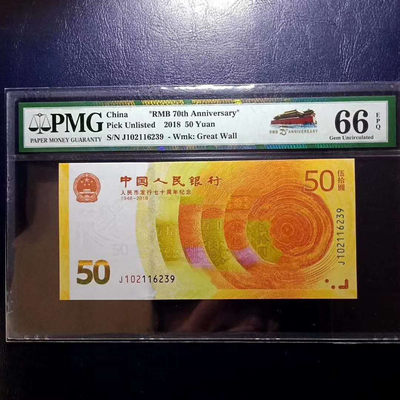 PMG
PAPER MONEY GUARANTY
China "RMB 70th Anniversary"
Pick Unlisted 2018 50 Yuan
S/N J102116239 - Wmk: Great Wall
66 EPQ
Gem Uncirculated
中国人民银行
人民币发行七十周年纪念
1948-2018
50 伍拾圆
J102116239
50 J102116239